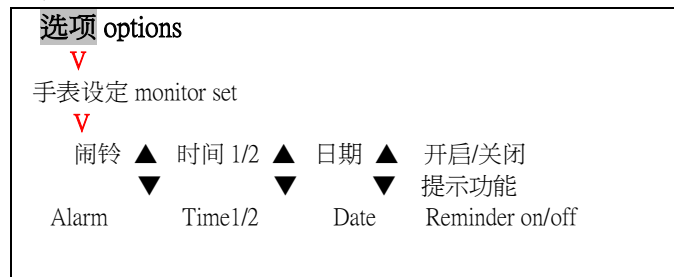 选项 options
V
手表设定 monitor set
V
闹铃 ▲ 时间 1/2 ▲ 日期 ▲ 开启/关闭
▼ ▼ ▼ 提示功能
Alarm Time1/2 Date Reminder on/off